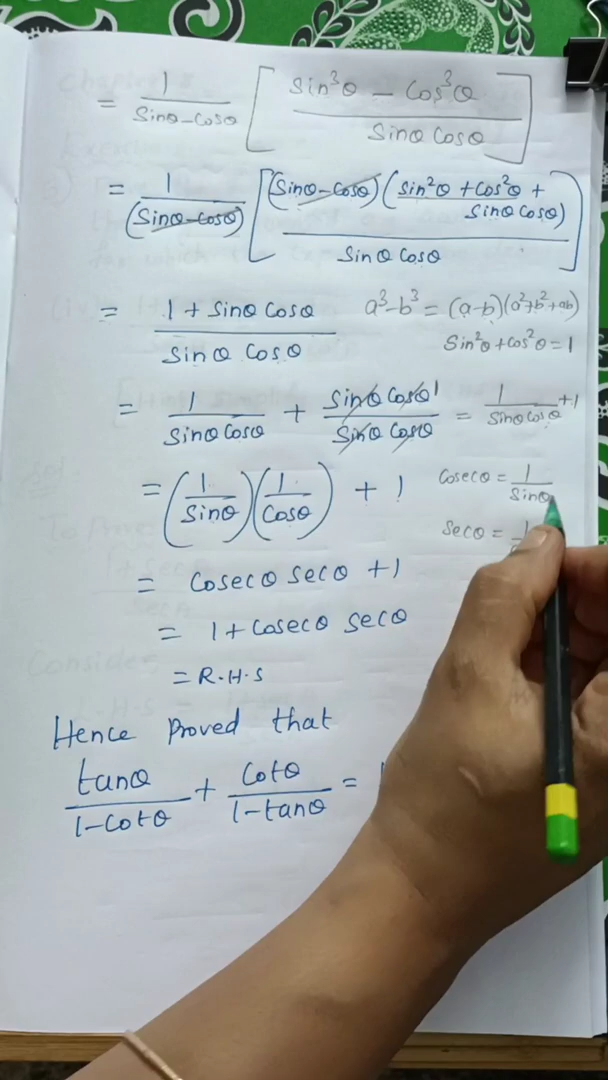 = 1/(Sinθ-Cosθ) [ (Sin³θ - Cos³θ)/(Sinθ Cosθ) ]
= 1/(Sinθ-Cosθ) [ (Sinθ-Cosθ)(Sin²θ + Cos²θ + Sinθ Cosθ)/(Sinθ Cosθ) ]
= (1 + Sinθ Cosθ)/(Sinθ Cosθ)
a³-b³ = (a-b)(a²+b²+ab)
Sin²θ + Cos²θ = 1
= 1/(Sinθ Cosθ) + (Sinθ Cosθ)/(Sinθ Cosθ) 1 = 1/(Sinθ Cosθ) +1
= (1/Sinθ)(1/Cosθ) + 1
Cosecθ = 1/Sinθ
Secθ = 1
= Cosecθ Secθ + 1
= 1 + Cosecθ Secθ
= R.H.S
Hence Proved that
tanθ/(1-Cotθ) + Cotθ/(1-tanθ) =